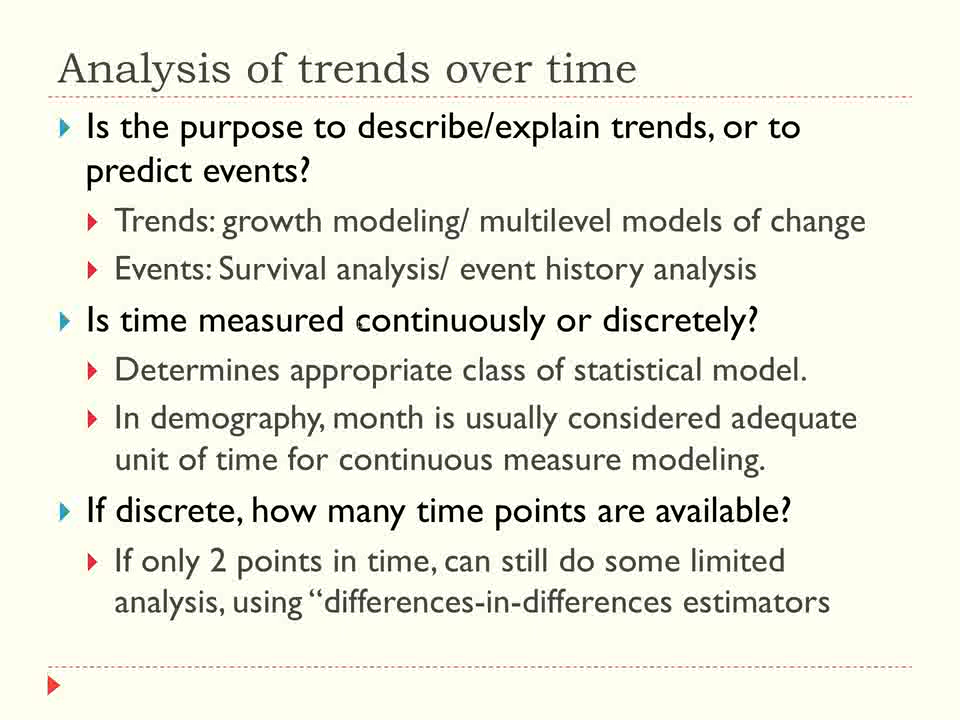 Analysis of trends over time
Is the purpose to describe/explain trends, or to
predict events?
Trends: growth modeling/ multilevel models of change
Events: Survival analysis/ event history analysis
Is time measured continuously or discretely?
Determines appropriate class of statistical model.
In demography, month is usually considered adequate
unit of time for continuous measure modeling.
If discrete, how many time points are available?
If only 2 points in time, can still do some limited
analysis, using “differences-in-differences estimators